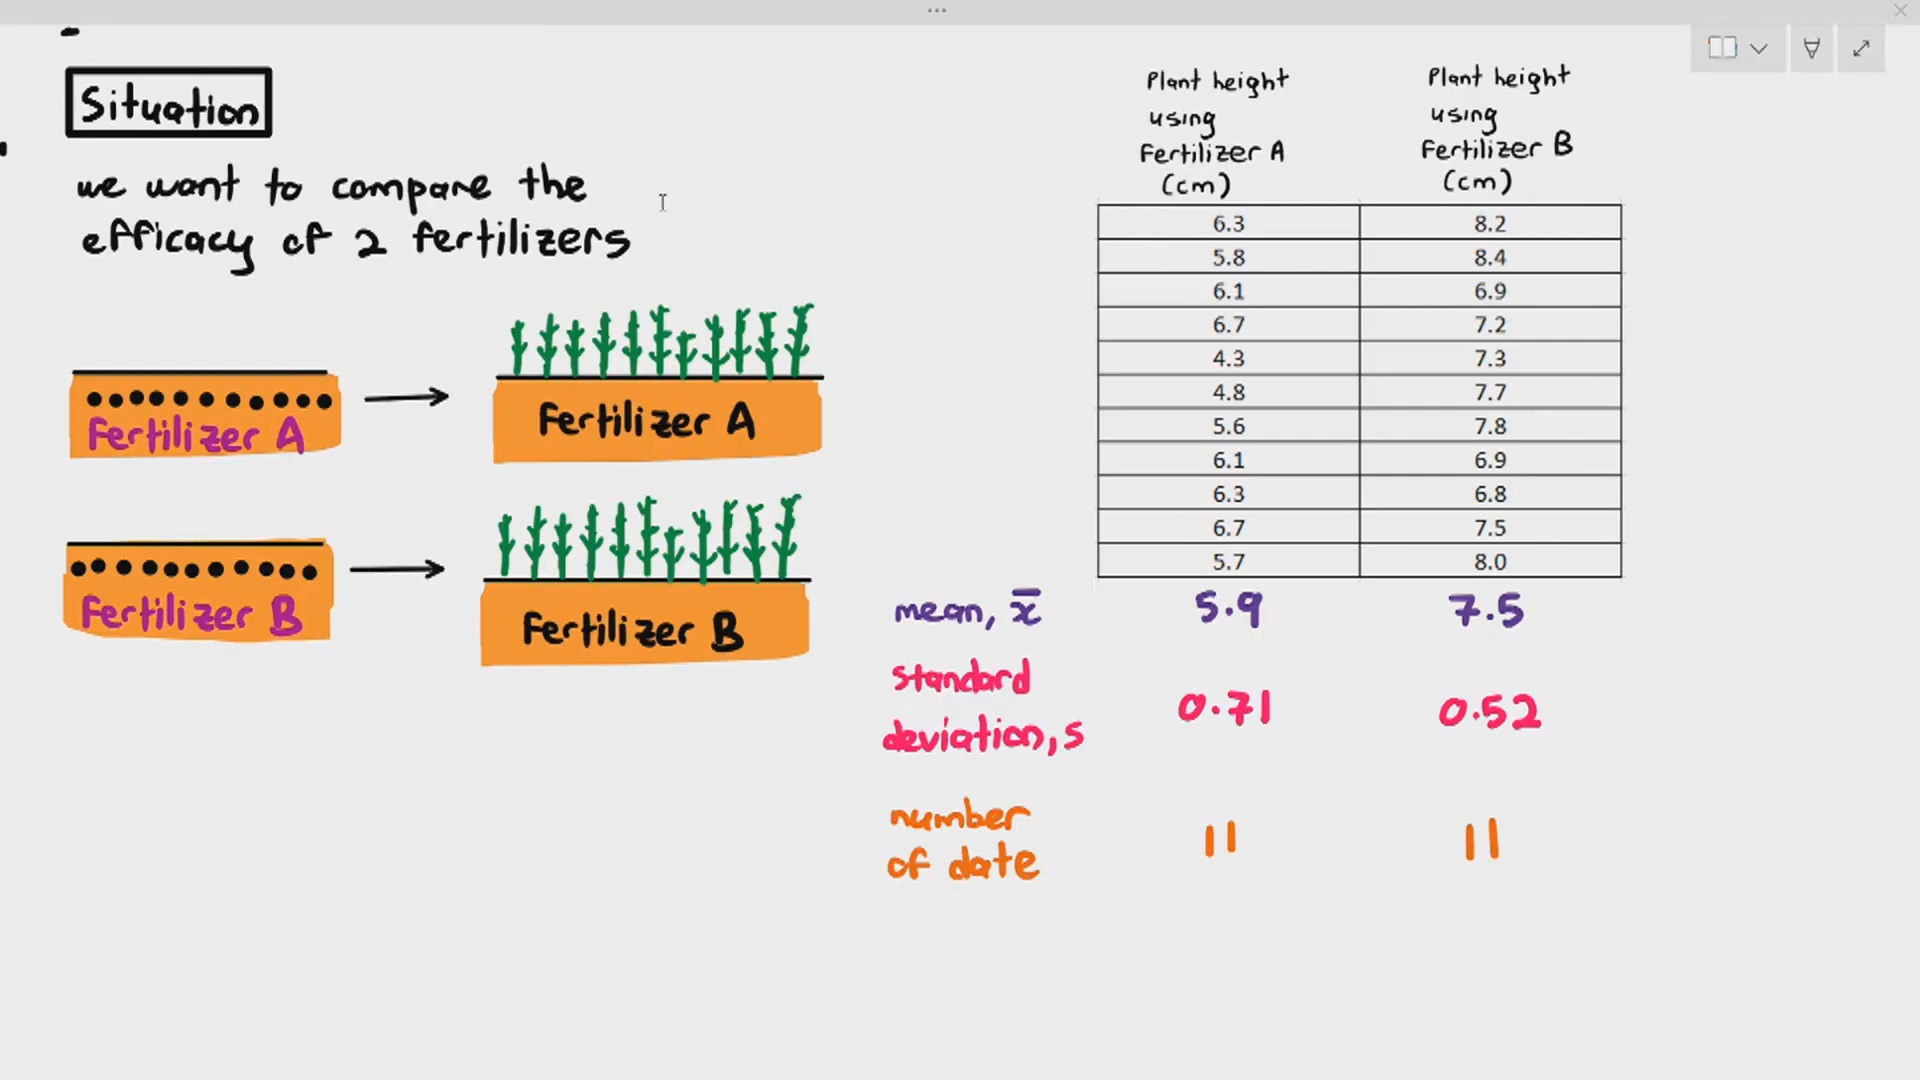 Situation
we want to compare the
efficacy of 2 fertilizers
Fertilizer A
Fertilizer A
Fertilizer B
Fertilizer B
Plant height
using
Fertilizer A
(cm)
Plant height
using
Fertilizer B
(cm)
6.3 8.2
5.8 8.4
6.1 6.9
6.7 7.2
4.3 7.3
4.8 7.7
5.6 7.8
6.1 6.9
6.3 6.8
6.7 7.5
5.7 8.0
mean, x̄ 5.9 7.5
standard
deviation, s 0.71 0.52
number
of date 11 11